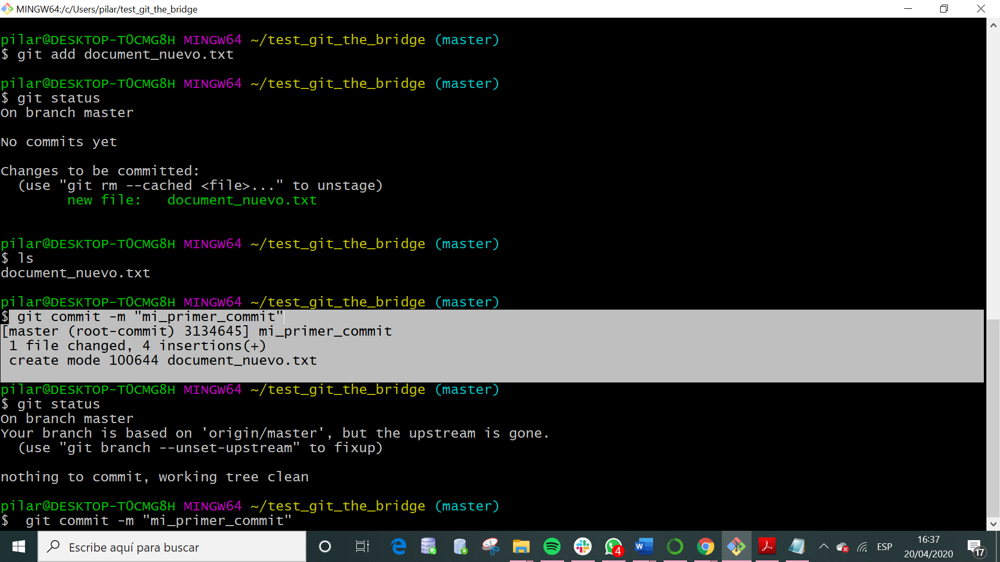 MINGW64:/c/Users/pilar/test_git_the_bridge
pilar@DESKTOP-T0CMG8H MINGW64 ~/test_git_the_bridge (master)
$ git add document_nuevo.txt
pilar@DESKTOP-T0CMG8H MINGW64 ~/test_git_the_bridge (master)
$ git status
On branch master
No commits yet
Changes to be committed:
  (use "git rm --cached <file>..." to unstage)
        new file:   document_nuevo.txt
pilar@DESKTOP-T0CMG8H MINGW64 ~/test_git_the_bridge (master)
$ ls
document_nuevo.txt
pilar@DESKTOP-T0CMG8H MINGW64 ~/test_git_the_bridge (master)
$ git commit -m "mi_primer_commit"
[master (root-commit) 3134645] mi_primer_commit
 1 file changed, 4 insertions(+)
 create mode 100644 document_nuevo.txt
pilar@DESKTOP-T0CMG8H MINGW64 ~/test_git_the_bridge (master)
$ git status
On branch master
Your branch is based on 'origin/master', but the upstream is gone.
  (use "git branch --unset-upstream" to fixup)
nothing to commit, working tree clean
pilar@DESKTOP-T0CMG8H MINGW64 ~/test_git_the_bridge (master)
$  git commit -m "mi_primer_commit"
Escribe aquí para buscar
4
W
ESP
16:37
20/04/2020
17